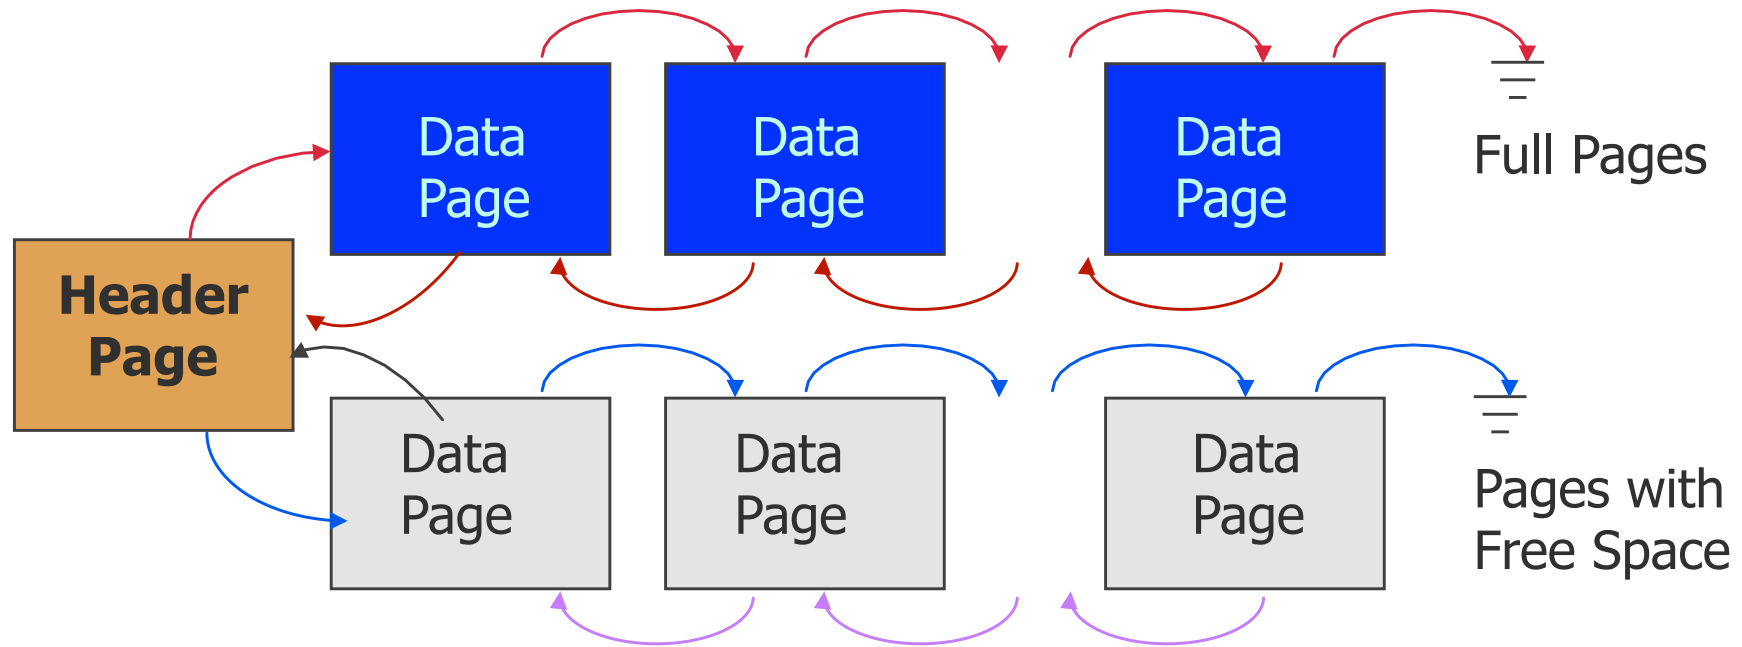 Data
Page
Data
Page
Data
Page
Full Pages
Header
Page
Data
Page
Data
Page
Data
Page
Pages with
Free Space